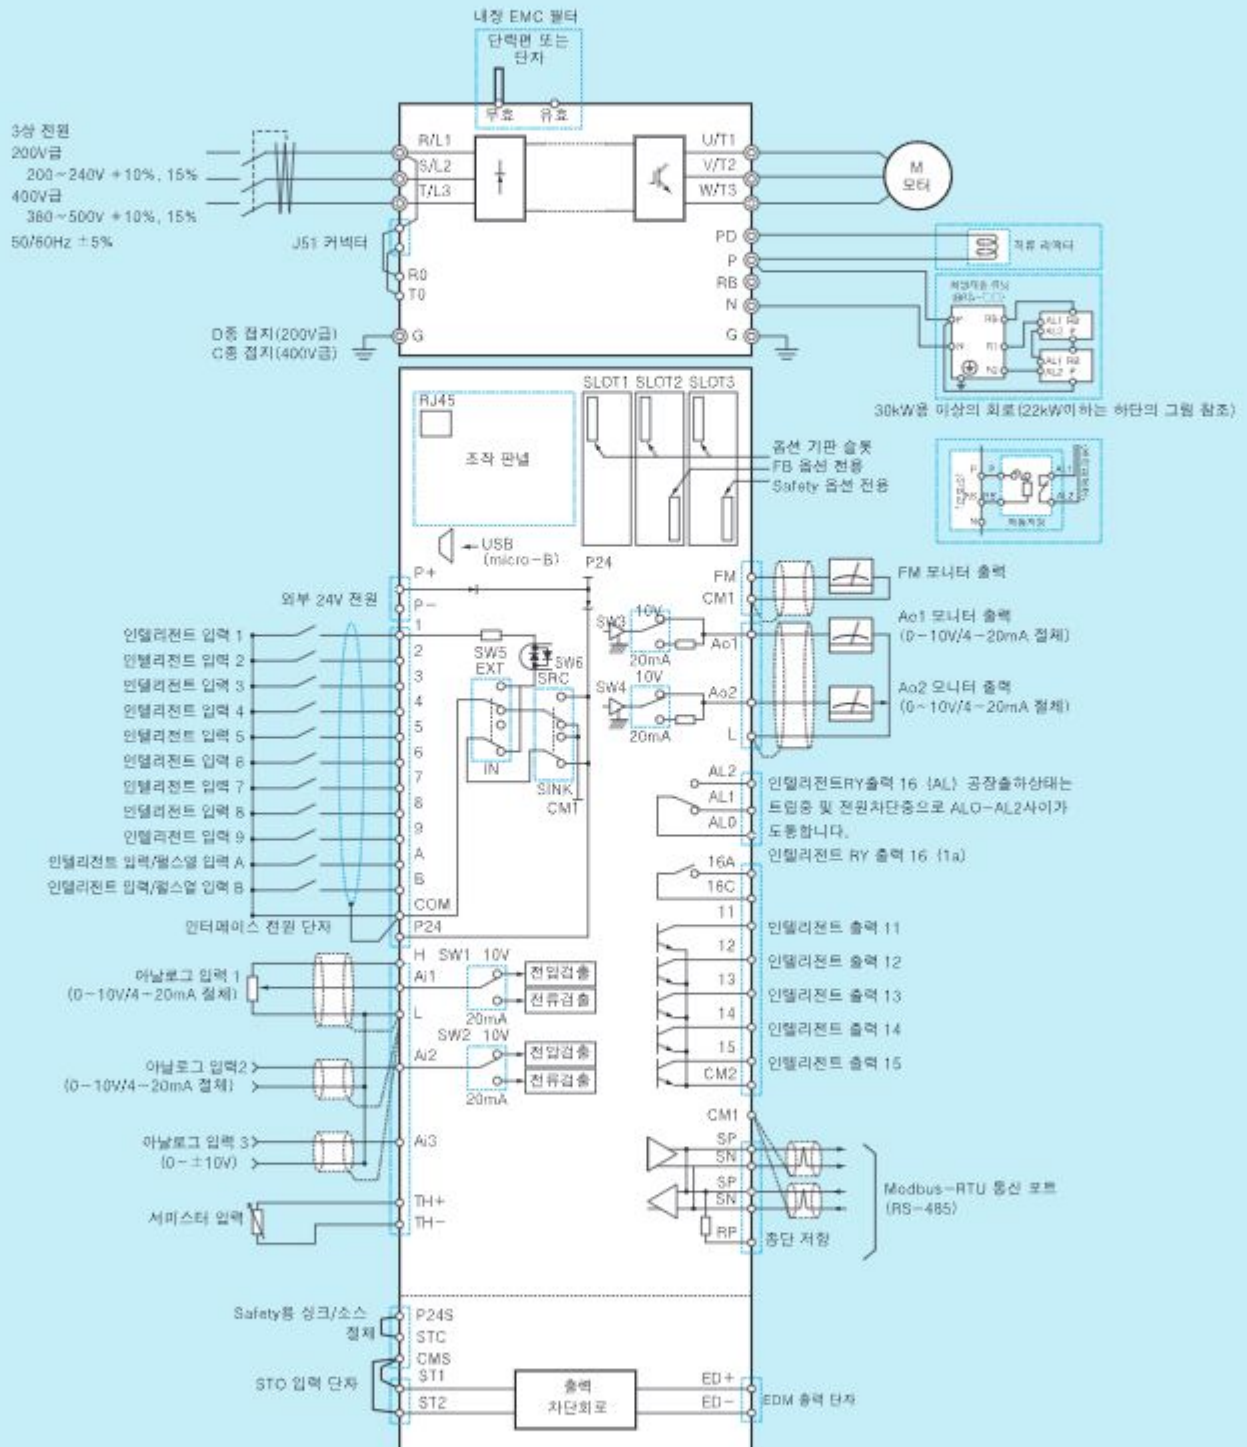 내장 EMC 필터
단락편 또는
단자
무효 유효
3상 전원
200V급
200~240V +10%, 15%
400V급
380~500V +10%, 15%
50/60Hz ±5%
R/L1
S/L2
T/L3
U/T1
V/T2
W/T3
M
모터
J51 커넥터
R0
T0
PD
P
RB
N
직류 리액터
D종 접지(200V급)
C종 접지(400V급)
G
G
P
RB
AL1 RB
AL2 P
AL1 RB
AL2 P
30kW용 이상의 회로(22kW이하는 하단의 그림 참조)
SLOT1 SLOT2 SLOT3
RJ45
조작 판넬
옵션 기판 슬롯
FB 옵션 전용
Safety 옵션 전용
P
P
AL1
AL2
N
USB
(micro-B)
P24
외부 24V 전원
P+
P-
FM
CM1
FM 모니터 출력
SW3
10V
20mA
Ao1
Ao1 모니터 출력
(0~10V/4~20mA 절체)
SW4
10V
20mA
Ao2
L
Ao2 모니터 출력
(0~10V/4~20mA 절체)
인텔리전트 입력 1
인텔리전트 입력 2
인텔리전트 입력 3
인텔리전트 입력 4
인텔리전트 입력 5
인텔리전트 입력 6
인텔리전트 입력 7
인텔리전트 입력 8
인텔리전트 입력 9
인텔리전트 입력/펄스열 입력 A
인텔리전트 입력/펄스열 입력 B
인터페이스 전원 단자
1
2
3
4
5
6
7
8
9
A
B
COM
P24
SW5
EXT
IN
SW6
SRC
SINK
CM1
AL2
AL1
AL0
인텔리전트RY출력 16 (AL) 공장출하상태는
트립중 및 전원차단중으로 ALO-AL2사이가
도통합니다.
인텔리전트 RY 출력 16 (1a)
16A
16C
11
12
13
14
15
CM2
인텔리전트 출력 11
인텔리전트 출력 12
인텔리전트 출력 13
인텔리전트 출력 14
인텔리전트 출력 15
아날로그 입력 1
(0~10V/4~20mA 절체)
H
Ai1
L
SW1 10V
20mA
전압검출
전류검출
아날로그 입력2
(0~10V/4~20mA 절체)
Ai2
SW2 10V
20mA
전압검출
전류검출
아날로그 입력 3
(0~±10V)
Ai3
서미스터 입력
TH+
TH-
CM1
SP
SN
SP
SN
RP
종단 저항
Modbus-RTU 통신 포트
(RS-485)
Safety용 싱크/소스
절체
P24S
STC
CMS
STO 입력 단자
ST1
ST2
출력
차단회로
ED+
ED-
EDM 출력 단자